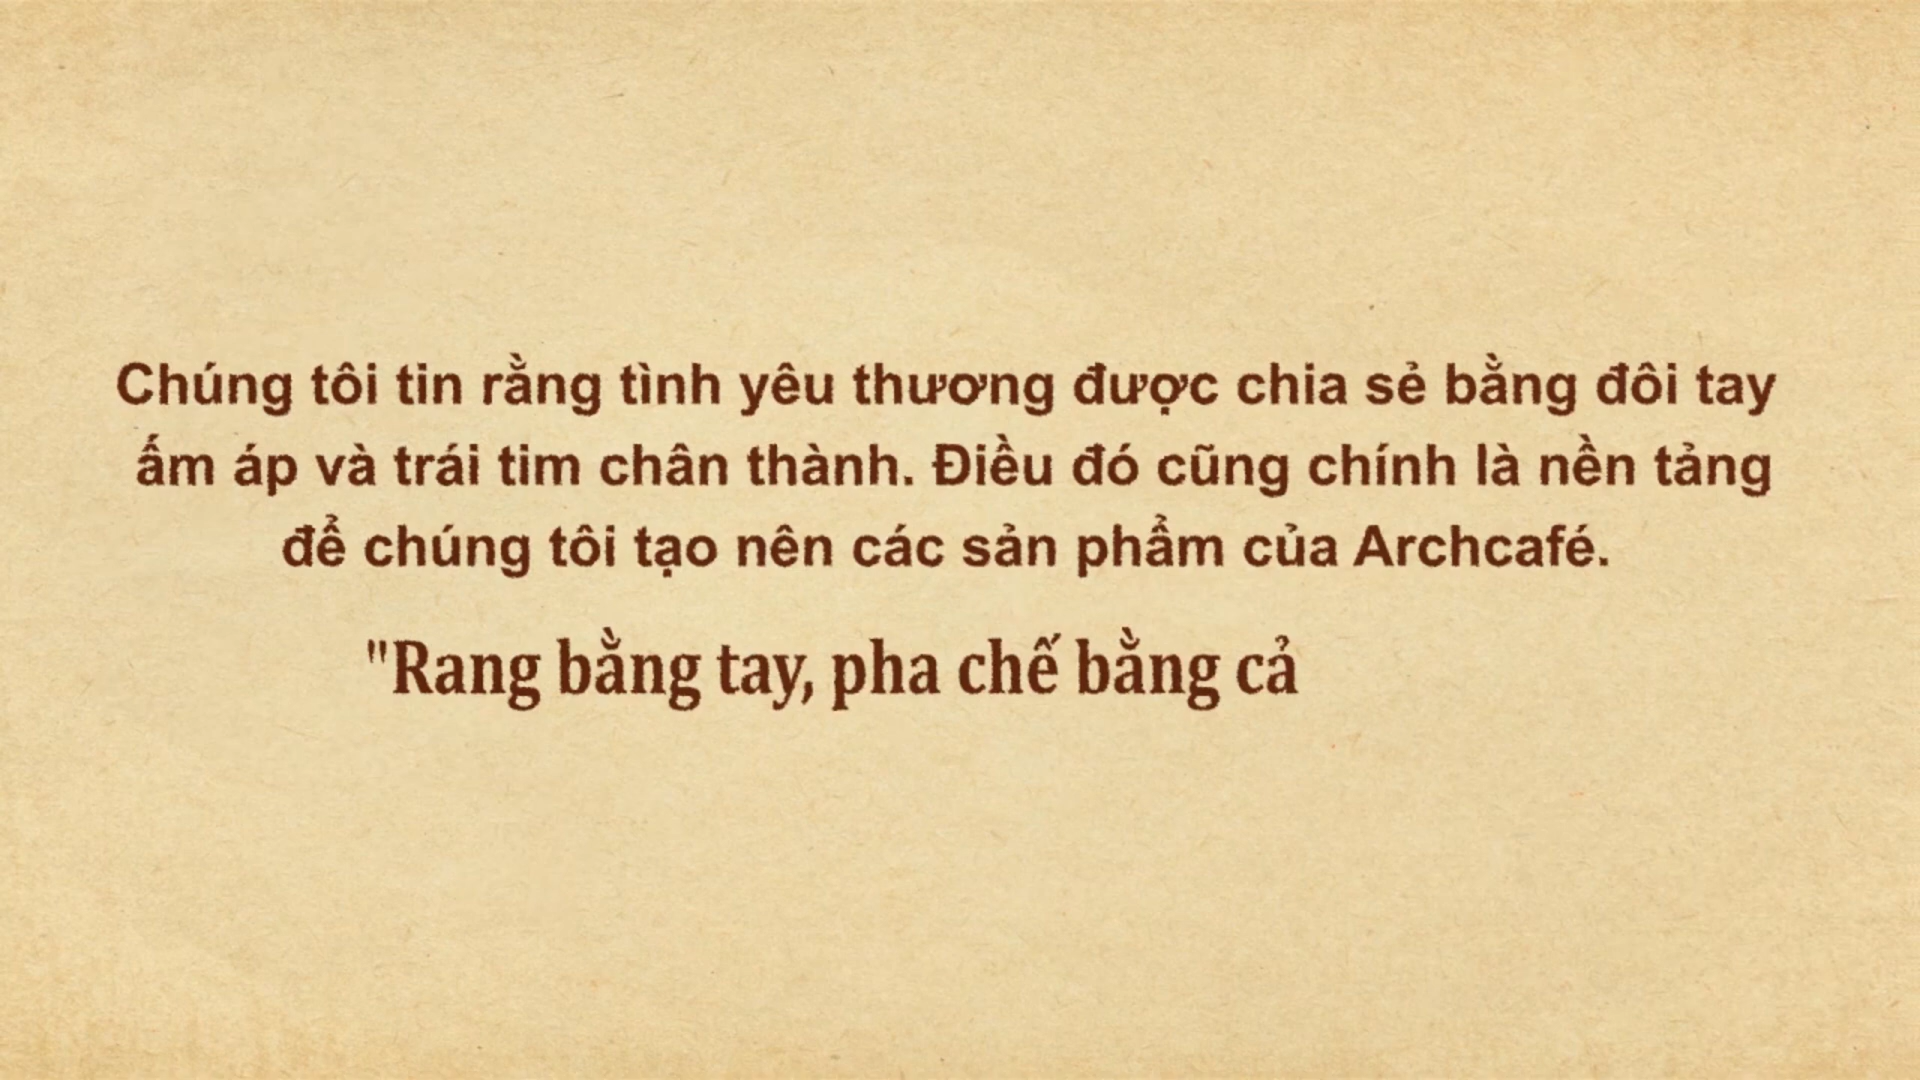 Chúng tôi tin rằng tình yêu thương được chia sẻ bằng đôi tay
ấm áp và trái tim chân thành. Điều đó cũng chính là nền tảng
để chúng tôi tạo nên các sản phẩm của Archcafé.
"Rang bằng tay, pha chế bằng cả